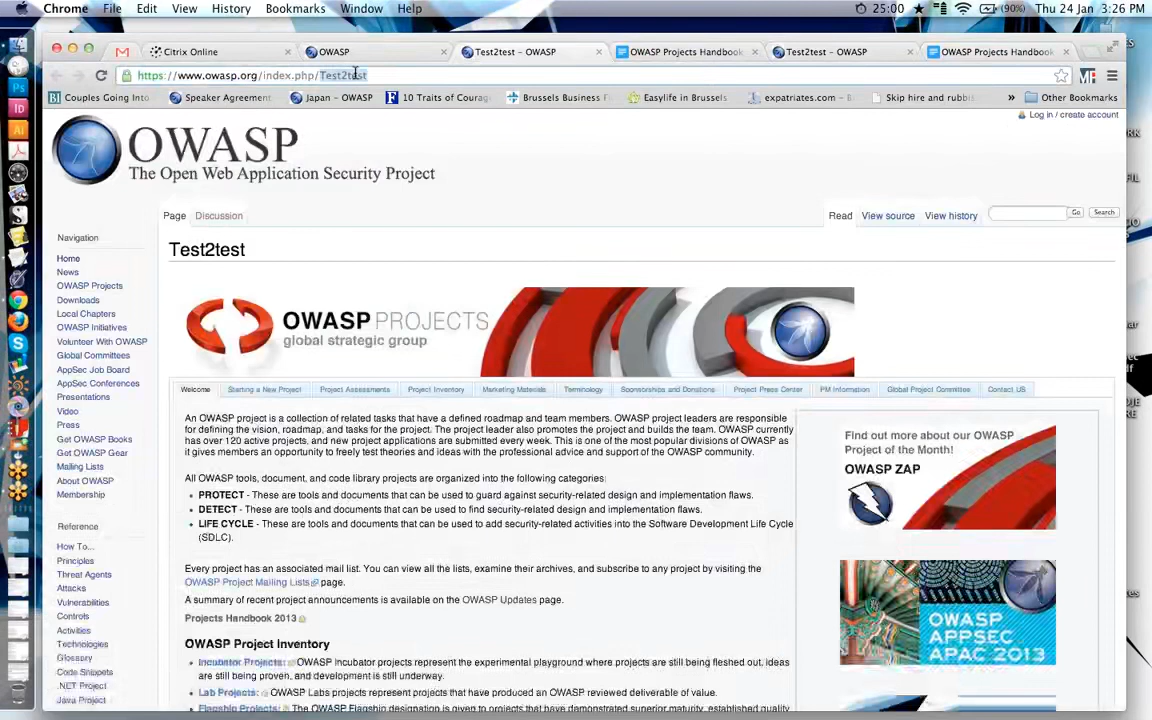 Chrome File Edit View History Bookmarks Window Help 25:00 (90%) Thu 24 Jan 3:26 PM
Citrix Online OWASP Test2test – OWASP OWASP Projects Handbook Test2test – OWASP OWASP Projects Handbook
https://www.owasp.org/index.php/Test2test
Couples Going Into Speaker Agreement Japan – OWASP 10 Traits of Courag Brussels Business F Easylife in Brussels expatriates.com – Skip hire and rubbi » Other Bookmarks
Log in / create account
OWASP
The Open Web Application Security Project
Page Discussion Read View source View history Go Search
Navigation
Home
News
OWASP Projects
Downloads
Local Chapters
OWASP Initiatives
Volunteer With OWASP
Global Committees
AppSec Job Board
AppSec Conferences
Presentations
Video
Press
Get OWASP Books
Get OWASP Gear
Mailing Lists
About OWASP
Membership
Reference
How To...
Principles
Threat Agents
Attacks
Vulnerabilities
Controls
Activities
Technologies
Glossary
Code Snippets
.NET Project
Java Project
Test2test
OWASP PROJECTS
global strategic group
Welcome Starting a New Project Project Assessments Project Inventory Marketing Materials Terminology Sponsorships and Donations Project Press Center PM Information Global Project Committee Contact US
An OWASP project is a collection of related tasks that have a defined roadmap and team members. OWASP project leaders are responsible
for defining the vision, roadmap, and tasks for the project. The project leader also promotes the project and builds the team. OWASP currently
has over 120 active projects, and new project applications are submitted every week. This is one of the most popular divisions of OWASP as
it gives members an opportunity to freely test theories and ideas with the professional advice and support of the OWASP community.
All OWASP tools, document, and code library projects are organized into the following categories:
PROTECT - These are tools and documents that can be used to guard against security-related design and implementation flaws.
DETECT - These are tools and documents that can be used to find security-related design and implementation flaws.
LIFE CYCLE - These are tools and documents that can be used to add security-related activities into the Software Development Life Cycle
(SDLC).
Every project has an associated mail list. You can view all the lists, examine their archives, and subscribe to any project by visiting the
OWASP Project Mailing Lists page.
A summary of recent project announcements is available on the OWASP Updates page.
Projects Handbook 2013
OWASP Project Inventory
Incubator Projects: OWASP Incubator projects represent the experimental playground where projects are still being fleshed out, ideas
are still being proven, and development is still underway.
Lab Projects: OWASP Labs projects represent projects that have produced an OWASP reviewed deliverable of value.
Flagship Projects: The OWASP Flagship designation is given to projects that have demonstrated superior maturity, established quality
Find out more about our OWASP
Project of the Month!
OWASP ZAP
OWASP
APPSEC
APAC 2013